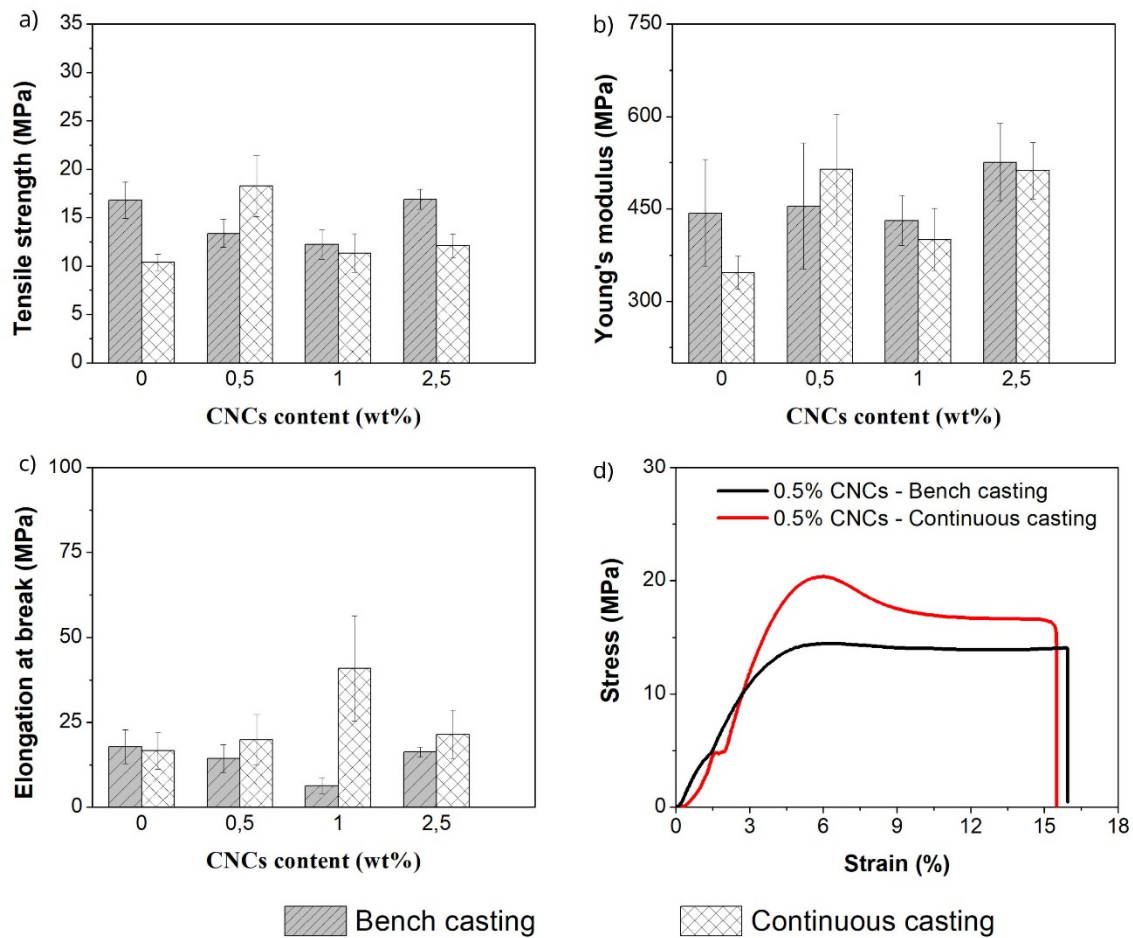 a)
35
30
25
20
15
10
5
0
Tensile strength (MPa)
0 0,5 1 2,5
CNCs content (wt%)
b)
750
600
450
300
Young's modulus (MPa)
0 0,5 1 2,5
CNCs content (wt%)
c)
100
75
50
25
0
Elongation at break (MPa)
0 0,5 1 2,5
CNCs content (wt%)
d)
30
20
10
0
Stress (MPa)
0.5% CNCs - Bench casting
0.5% CNCs - Continuous casting
0 3 6 9 12 15 18
Strain (%)
Bench casting
Continuous casting